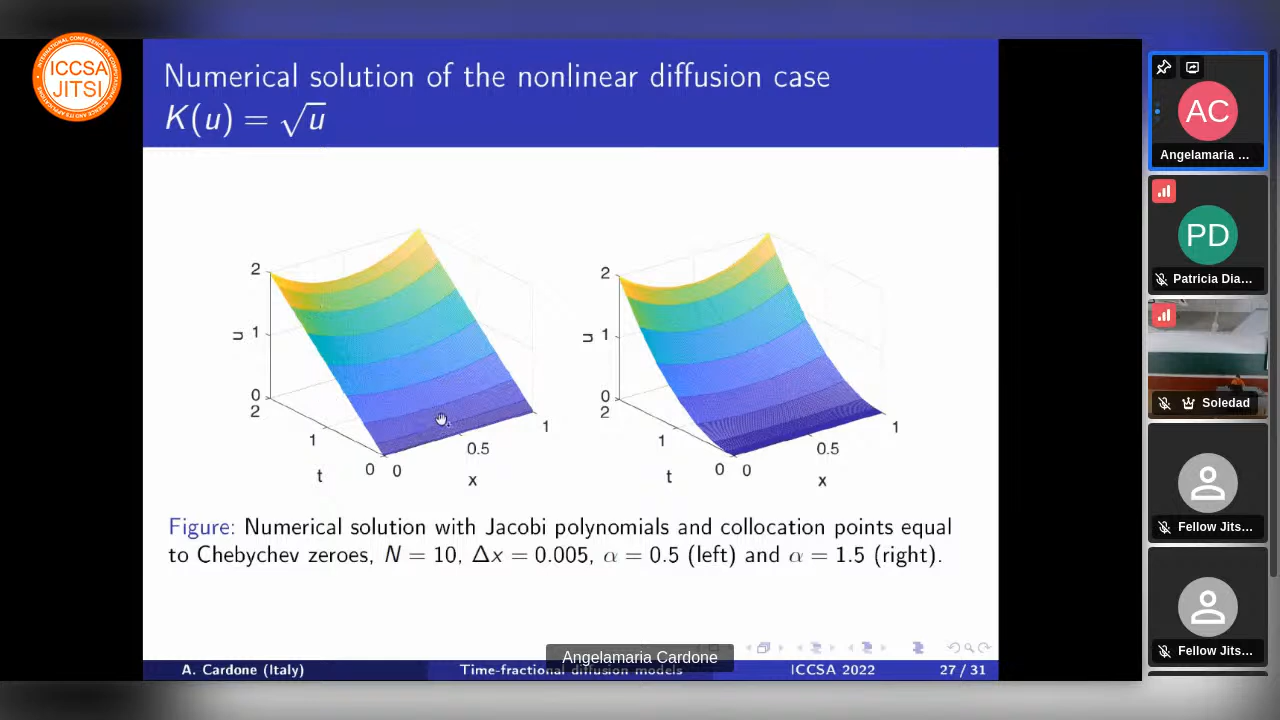 ICCSA
JITSI
Numerical solution of the nonlinear diffusion case
K(u) = √u
2
1
0
u
2
1
0
t
0
0.5
1
x
2
1
0
u
2
1
0
t
0
0.5
1
x
Figure: Numerical solution with Jacobi polynomials and collocation points equal
to Chebychev zeroes, N = 10, Δx = 0.005, α = 0.5 (left) and α = 1.5 (right).
Angelamaria Cardone
A. Cardone (Italy)
Time-fractional diffusion models
ICCSA 2022
27 / 31
AC
Angelamaria ...
PD
Patricia Dia...
Soledad
Fellow Jits...
Fellow Jits...